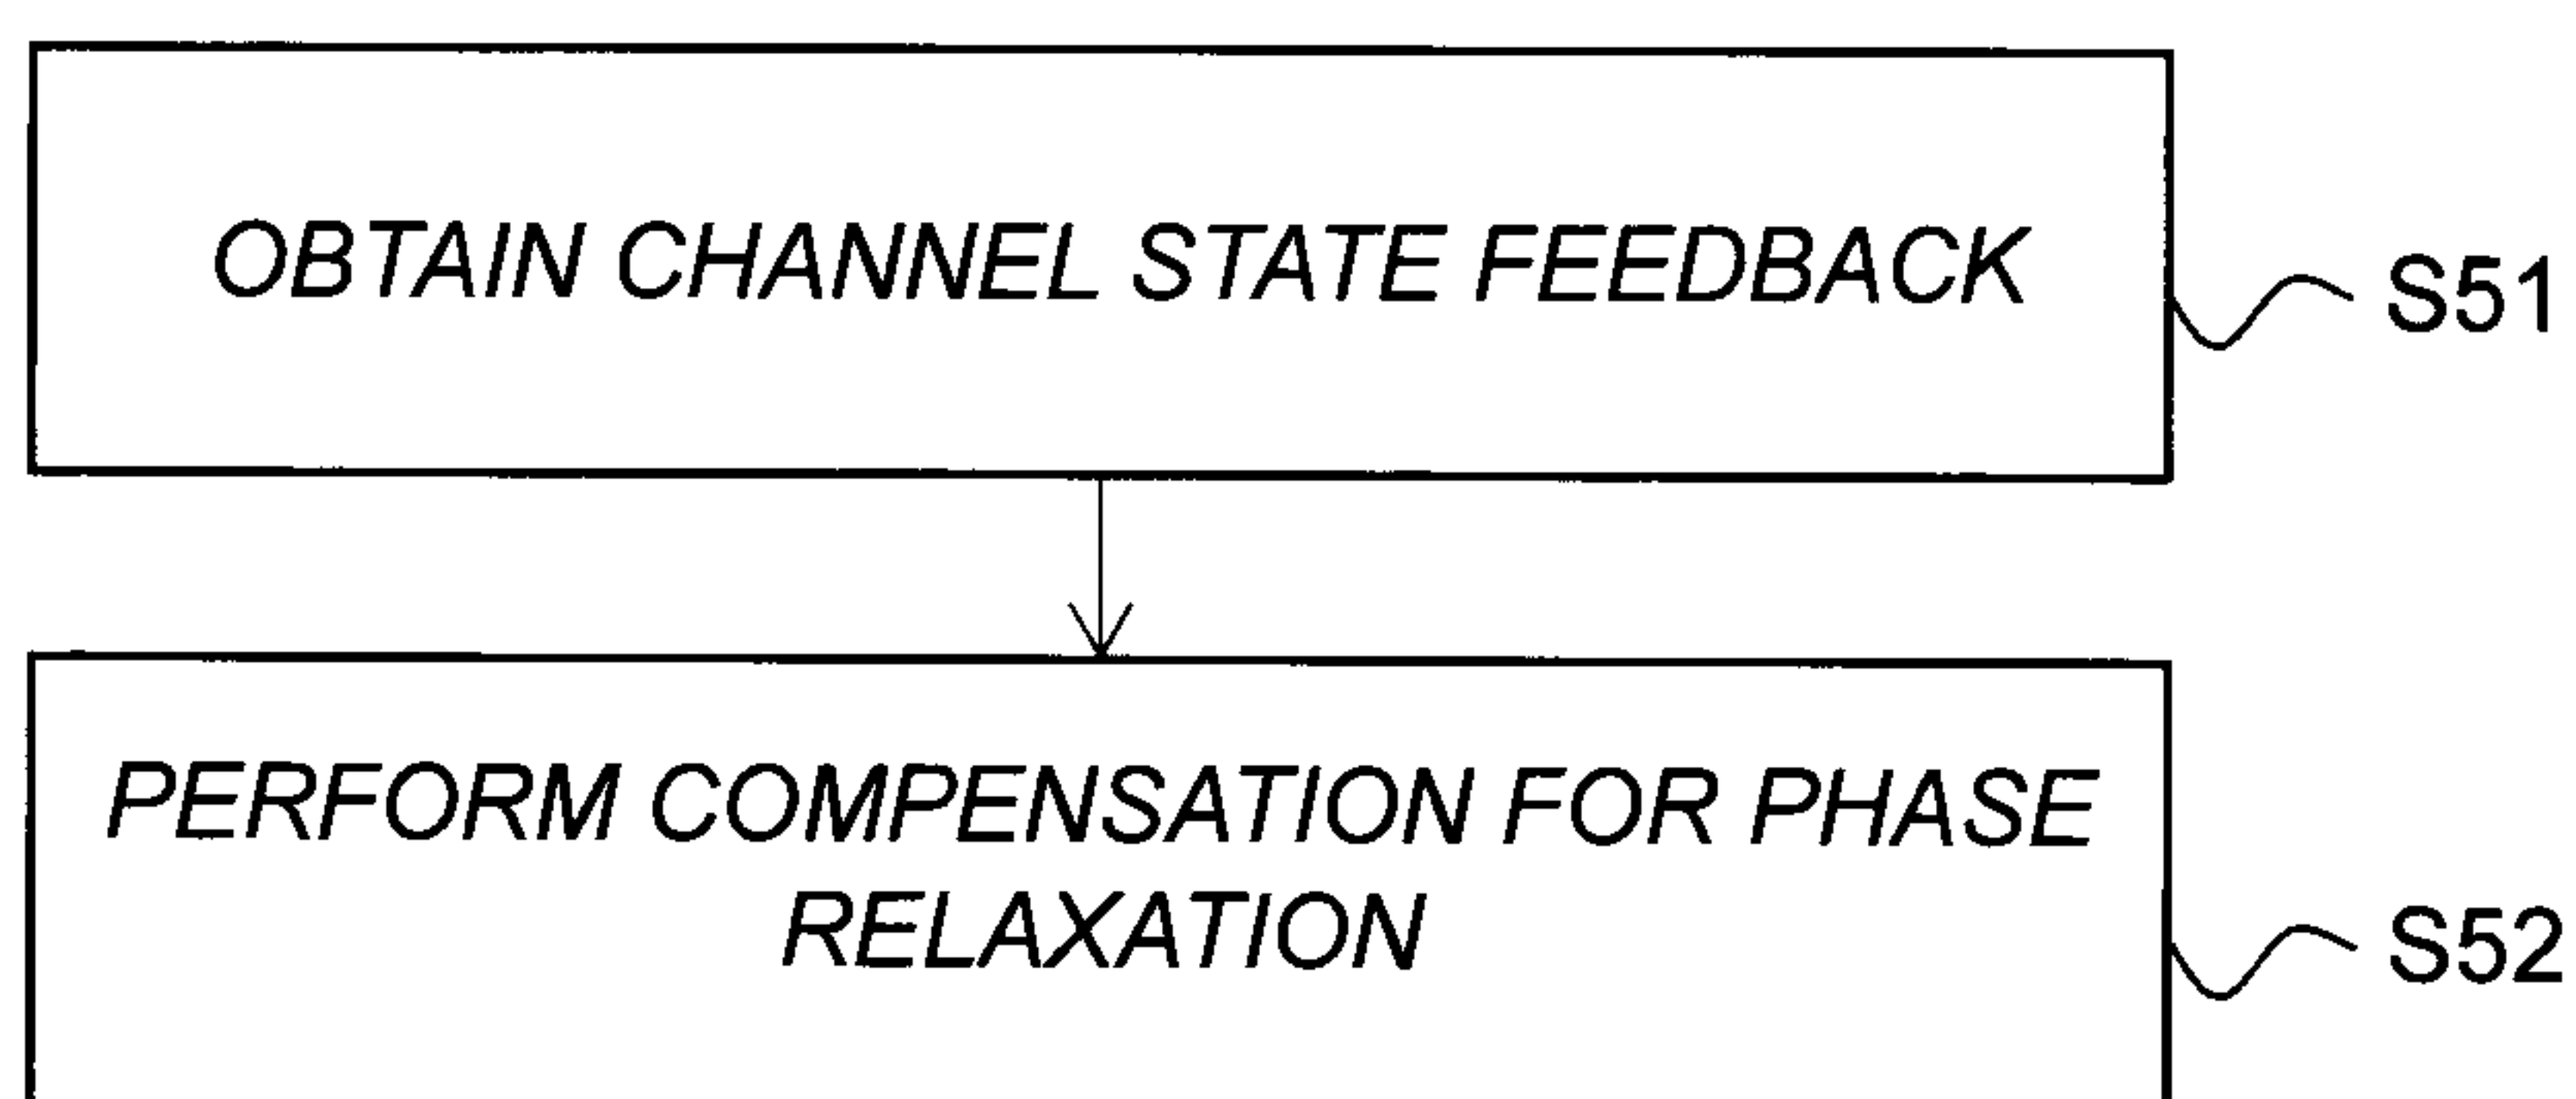 OBTAIN CHANNEL STATE FEEDBACK
S51
PERFORM COMPENSATION FOR PHASE
RELAXATION
S52